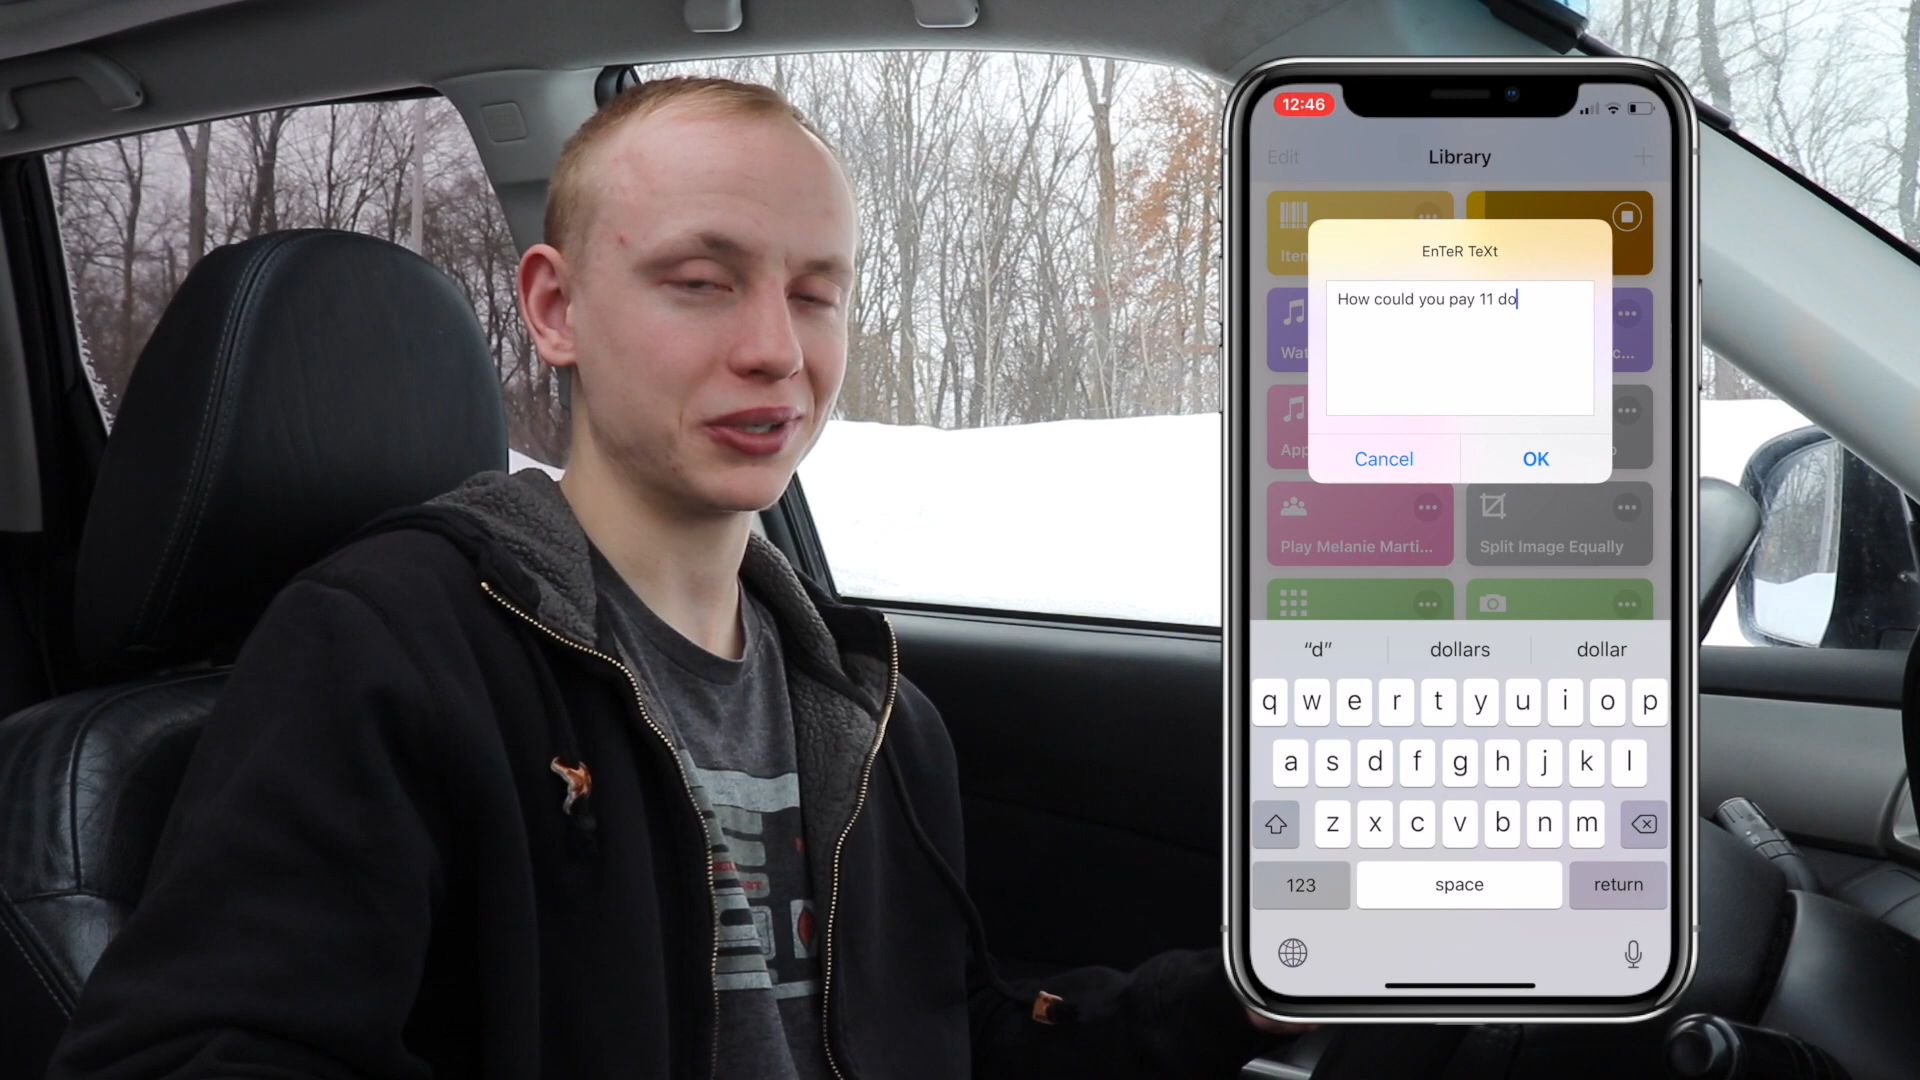 12:46
Edit
Library
EnTeR TeXt
How could you pay 11 do
Cancel
OK
Play Melanie Marti...
Split Image Equally
“d”
dollars
dollar
q w e r t y u i o p
a s d f g h j k l
z x c v b n m
123
space
return